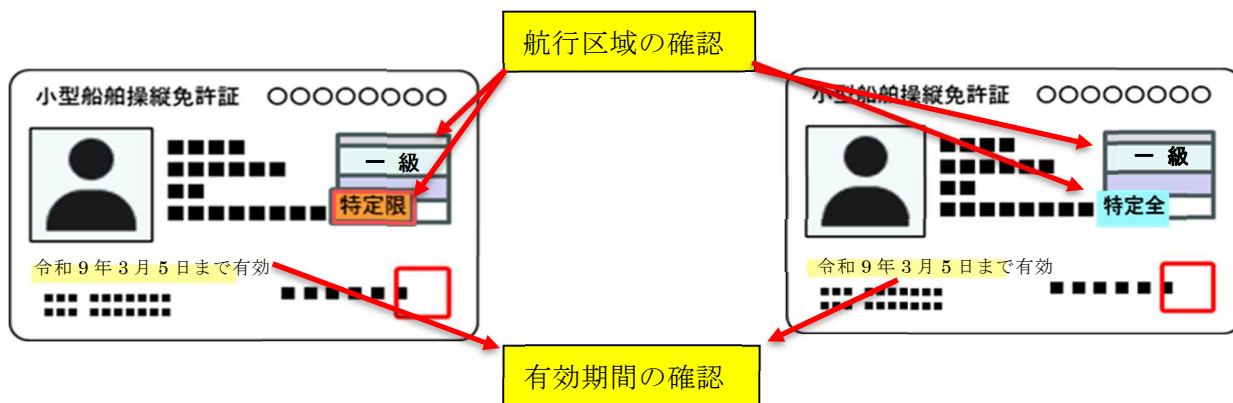 航行区域の確認
小型船舶操縦免許証 ○○○○○○○○
一 級
特定限
令和9年3月5日まで有効
小型船舶操縦免許証 ○○○○○○○○
一 級
特定全
令和9年3月5日まで有効
有効期間の確認